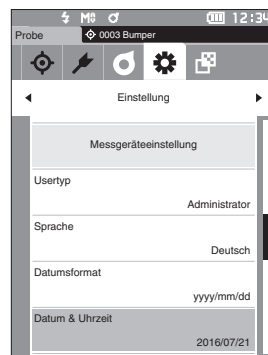 M 12:34
Probe 0003 Bumper
Einstellung
Messgeräteeinstellung
Usertyp
Administrator
Sprache
Deutsch
Datumsformat
yyyy/mm/dd
Datum & Uhrzeit
2016/07/21